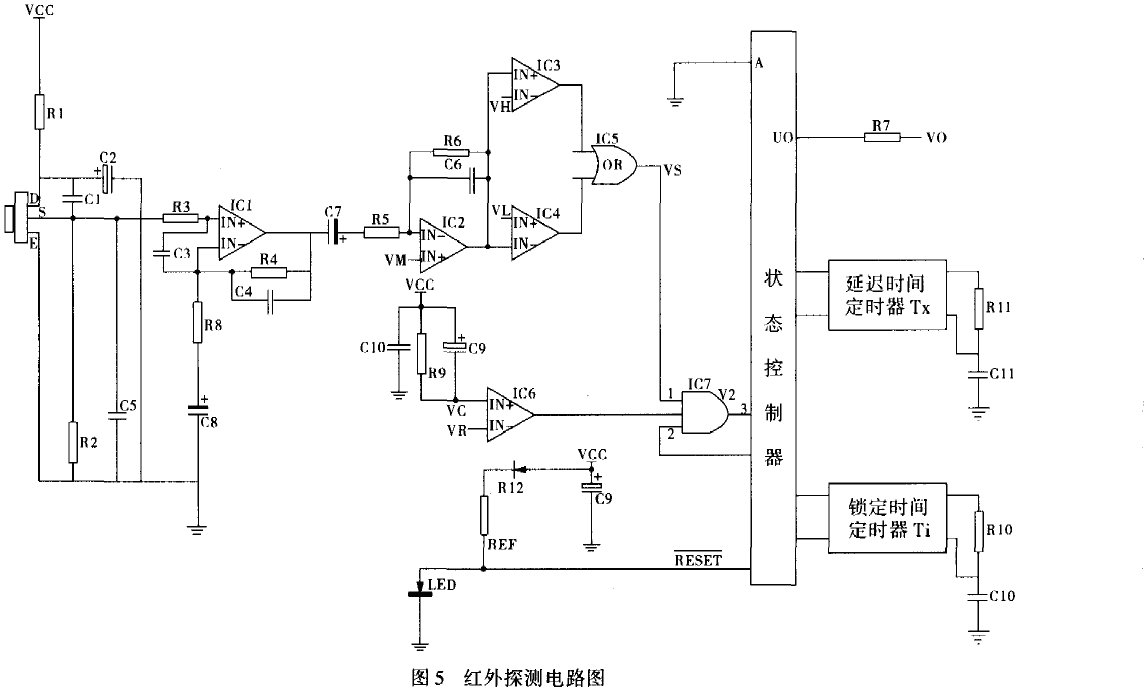 VCC
R1
C2
+
D
C1
S
E
R3
IC1
IN+
IN-
C3
R4
C4
R8
+
C8
C5
R2
C7
+
R5
R6
C6
IC2
IN-
IN+
VM
IC3
IN+
IN-
VH
VL
IC4
IN+
IN-
IC5
OR
VS
VCC
C10
R9
+
C9
VC
VR
IC6
IN+
IN-
IC7
1
2
V2
3
VCC
+
C9
R12
REF
LED
RESET
A
UO
状态控制器
R7
VO
延迟时间
定时器 Tx
R11
C11
锁定时间
定时器 Ti
R10
C10
图 5 红外探测电路图